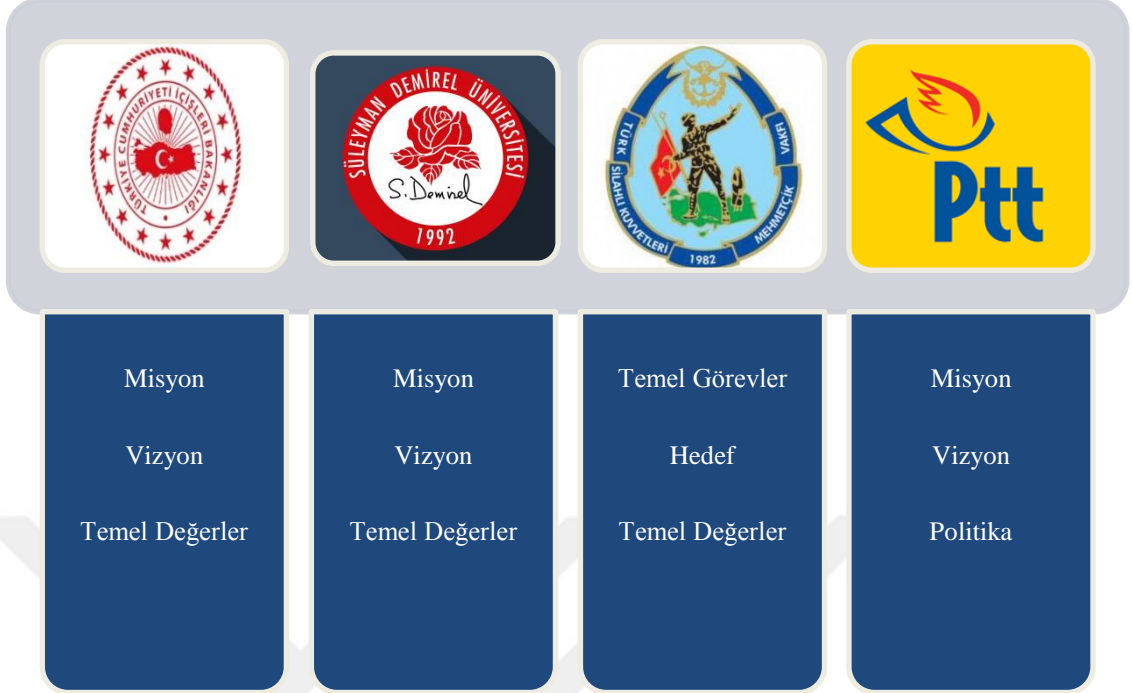 TÜRKİYE CUMHURİYETİ İÇİŞLERİ BAKANLIĞI
SÜLEYMAN DEMİREL ÜNİVERSİTESİ
S. Demirel
1992
TÜRK SİLAHLI KUVVETLERİ MEHMETÇİK VAKFI
1982
Ptt
Misyon
Vizyon
Temel Değerler
Misyon
Vizyon
Temel Değerler
Temel Görevler
Hedef
Temel Değerler
Misyon
Vizyon
Politika